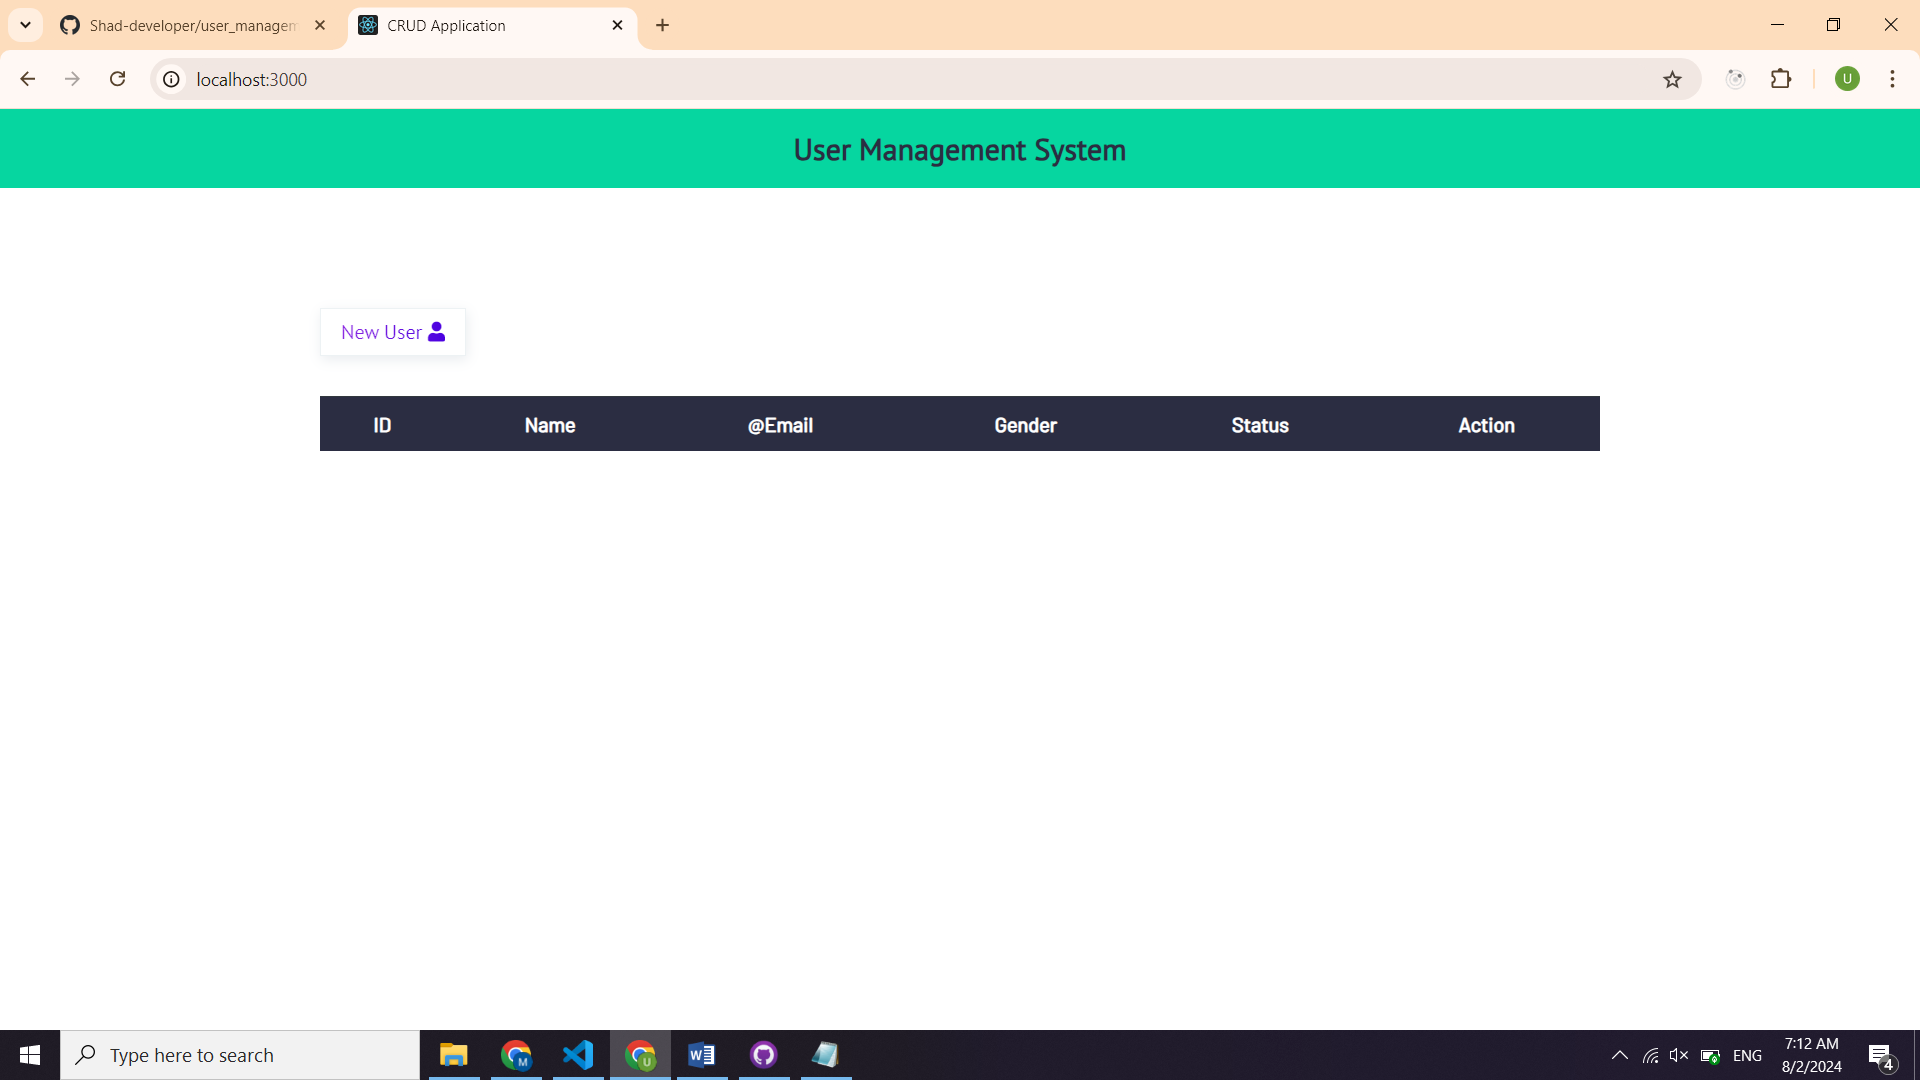 Shad-developer/user_managem
CRUD Application
localhost:3000
U
User Management System
New User
ID Name @Email Gender Status Action
Type here to search
M
U
W
ENG
7:12 AM
8/2/2024
4